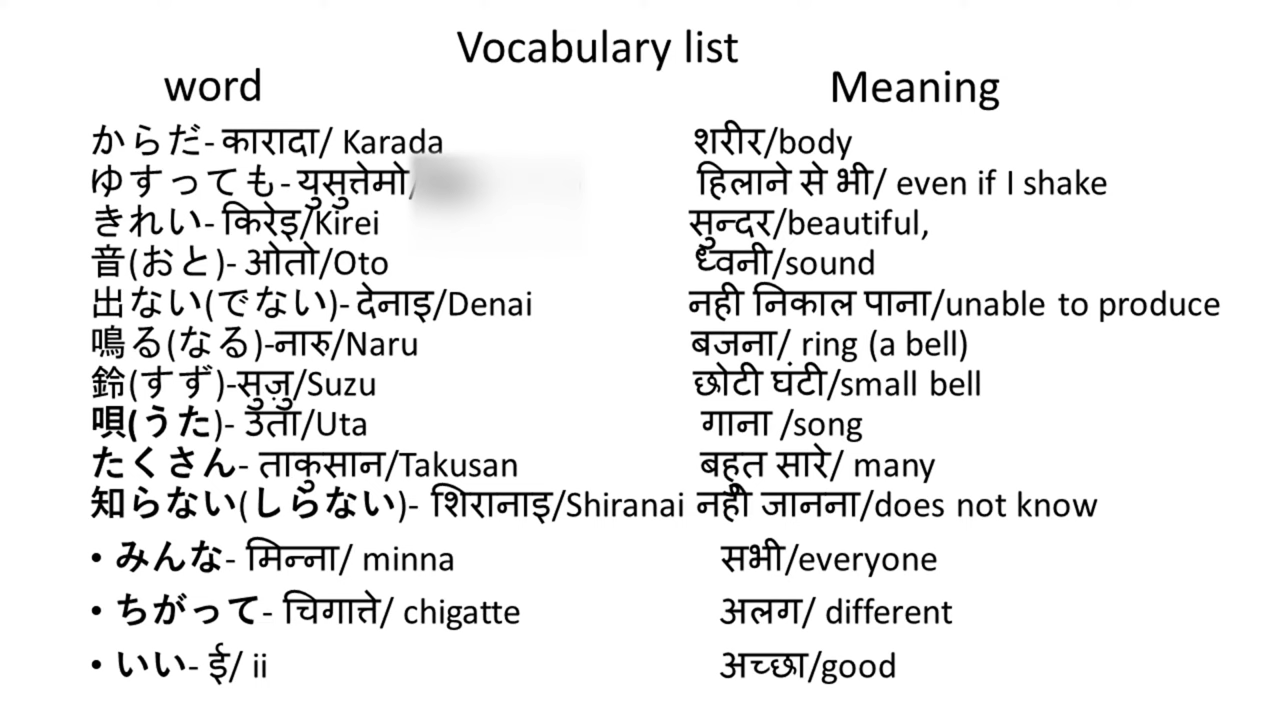 Vocabulary list
word Meaning
からだ- कारादा/ Karada शरीर/body
ゆすっても- युसुत्तेमो/ हिलाने से भी/ even if I shake
きれい- किरेइ/Kirei सुन्दर/beautiful,
音(おと)- ओतो/Oto ध्वनी/sound
出ない(でない)- देनाइ/Denai नही निकाल पाना/unable to produce
鳴る(なる)-नारु/Naru बजना/ ring (a bell)
鈴(すず)-सुज़ु/Suzu छोटी घंटी/small bell
唄(うた)- उता/Uta गाना /song
たくさん- ताकुसान/Takusan बहुत सारे/ many
知らない(しらない)- शिरानाइ/Shiranai नही जानना/does not know
• みんな- मिन्ना/ minna सभी/everyone
• ちがって- चिगात्ते/ chigatte अलग/ different
• いい- ई/ ii अच्छा/good